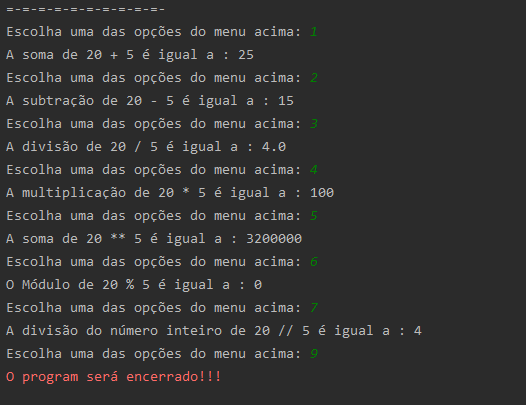 =-=-=-=-=-=-=-=-=-=-
Escolha uma das opções do menu acima: 1
A soma de 20 + 5 é igual a : 25
Escolha uma das opções do menu acima: 2
A subtração de 20 - 5 é igual a : 15
Escolha uma das opções do menu acima: 3
A divisão de 20 / 5 é igual a : 4.0
Escolha uma das opções do menu acima: 4
A multiplicação de 20 * 5 é igual a : 100
Escolha uma das opções do menu acima: 5
A soma de 20 ** 5 é igual a : 3200000
Escolha uma das opções do menu acima: 6
O Módulo de 20 % 5 é igual a : 0
Escolha uma das opções do menu acima: 7
A divisão do número inteiro de 20 // 5 é igual a : 4
Escolha uma das opções do menu acima: 9
O program será encerrado!!!